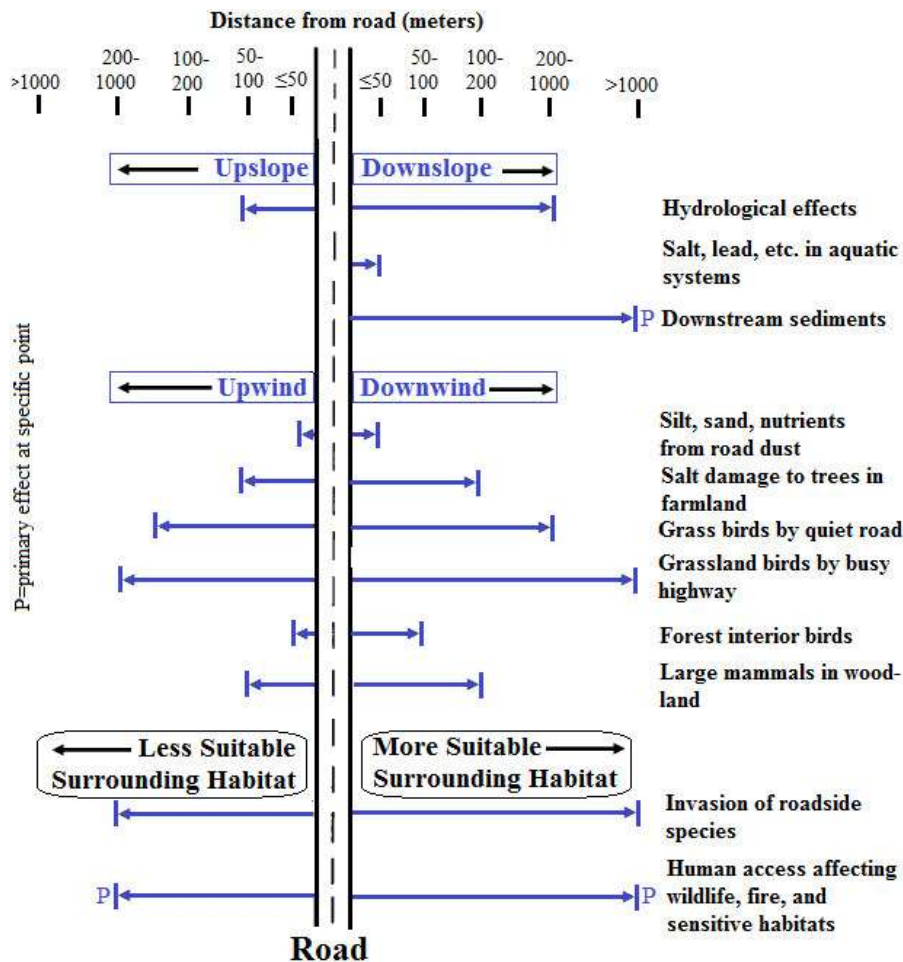 Distance from road (meters)
>1000
200-
1000
100-
200
50-
100
≤50
≤50
50-
100
100-
200
200-
1000
>1000
Upslope
Downslope
Hydrological effects
Salt, lead, etc. in aquatic
systems
P
Downstream sediments
P=primary effect at specific point
Upwind
Downwind
Silt, sand, nutrients
from road dust
Salt damage to trees in
farmland
Grass birds by quiet road
Grassland birds by busy
highway
Forest interior birds
Large mammals in wood-
land
Less Suitable
Surrounding Habitat
More Suitable
Surrounding Habitat
Invasion of roadside
species
P
P
Human access affecting
wildlife, fire, and
sensitive habitats
Road